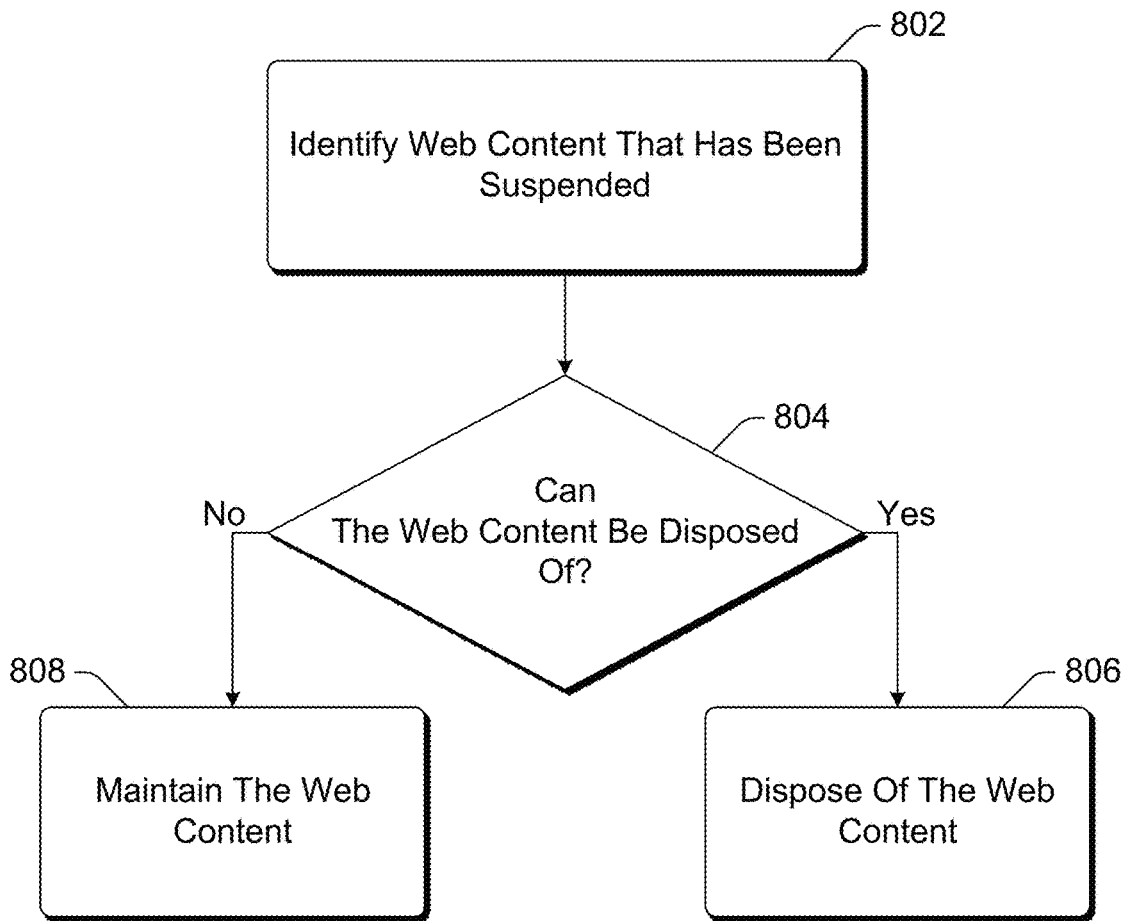 802
Identify Web Content That Has Been
Suspended
804
Can
The Web Content Be Disposed
Of?
No
Yes
808
806
Maintain The Web
Content
Dispose Of The Web
Content